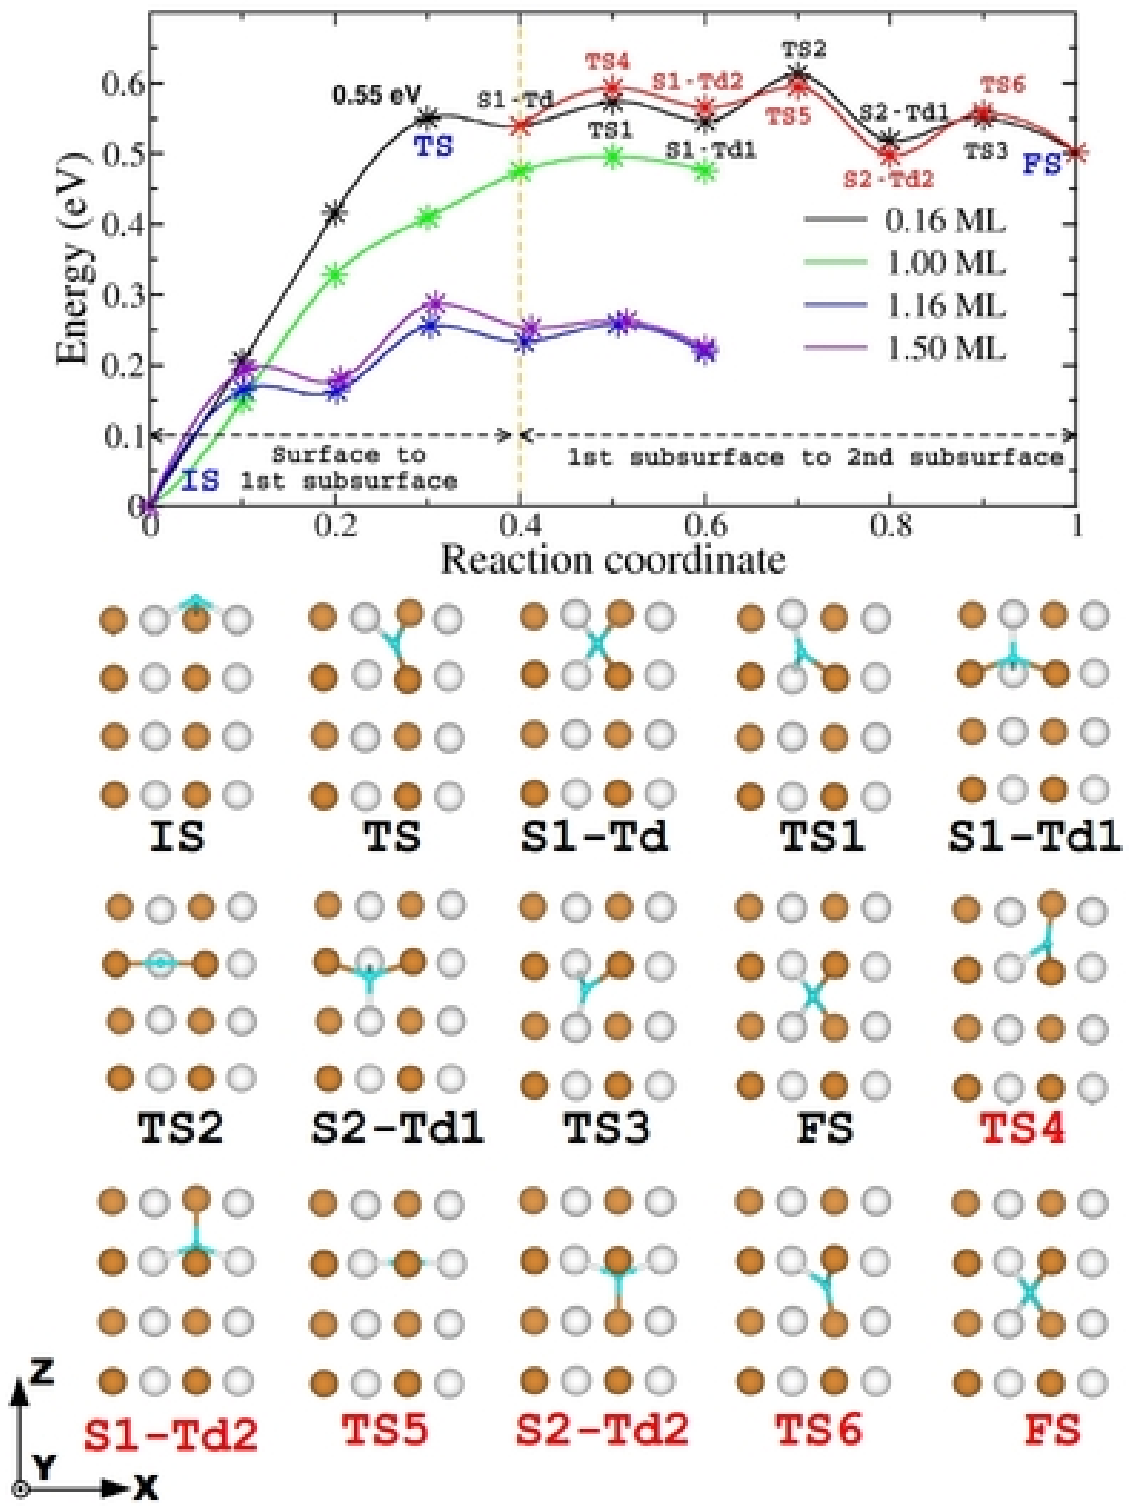 0.55 eV
TS
S1-Td
TS4
TS1
S1-Td2
S1-Td1
TS2
TS5
S2-Td1
S2-Td2
TS6
TS3
FS
IS
0.16 ML
1.00 ML
1.16 ML
1.50 ML
Surface to
1st subsurface
1st subsurface to 2nd subsurface
Energy (eV)
0.6
0.5
0.4
0.3
0.2
0.1
0
0 0.2 0.4 0.6 0.8 1
Reaction coordinate
IS TS S1-Td TS1 S1-Td1
TS2 S2-Td1 TS3 FS TS4
S1-Td2 TS5 S2-Td2 TS6 FS
Z
Y
X